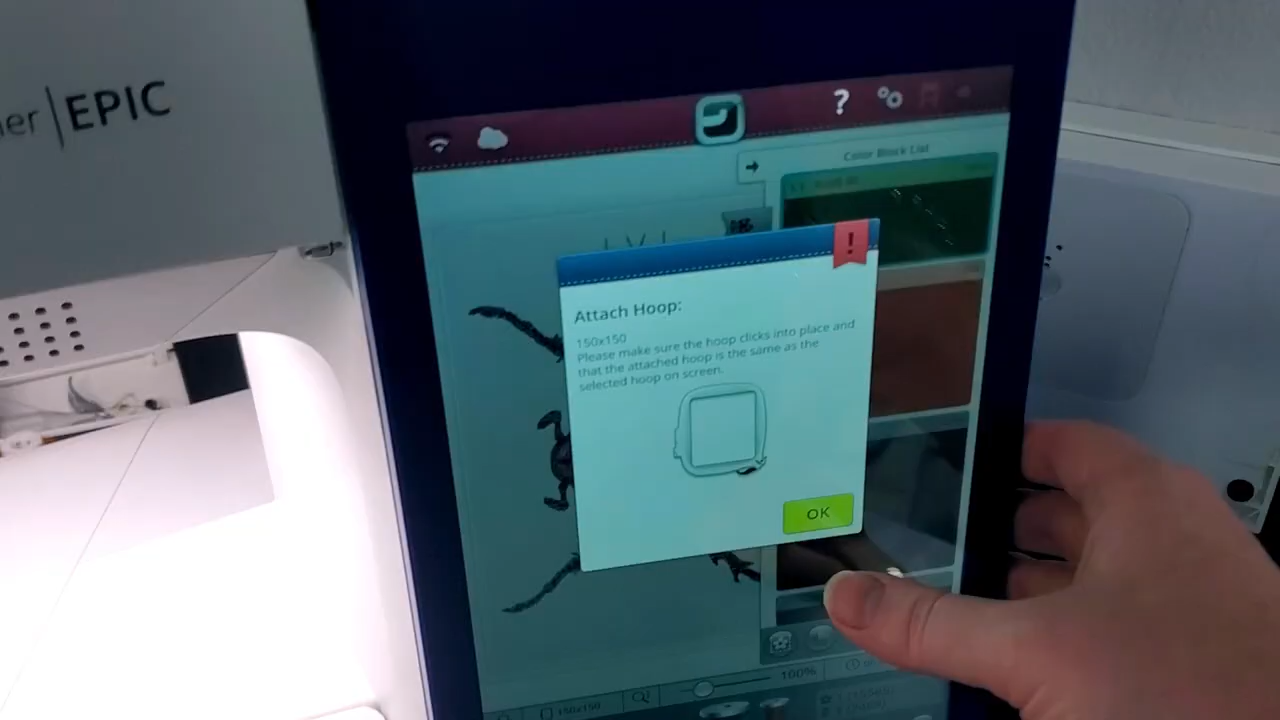 EPIC
?
Color Block List
!
Attach Hoop:
150x150
Please make sure the hoop clicks into place and
that the attached hoop is the same as the
selected hoop on screen.
OK
100%
150x150